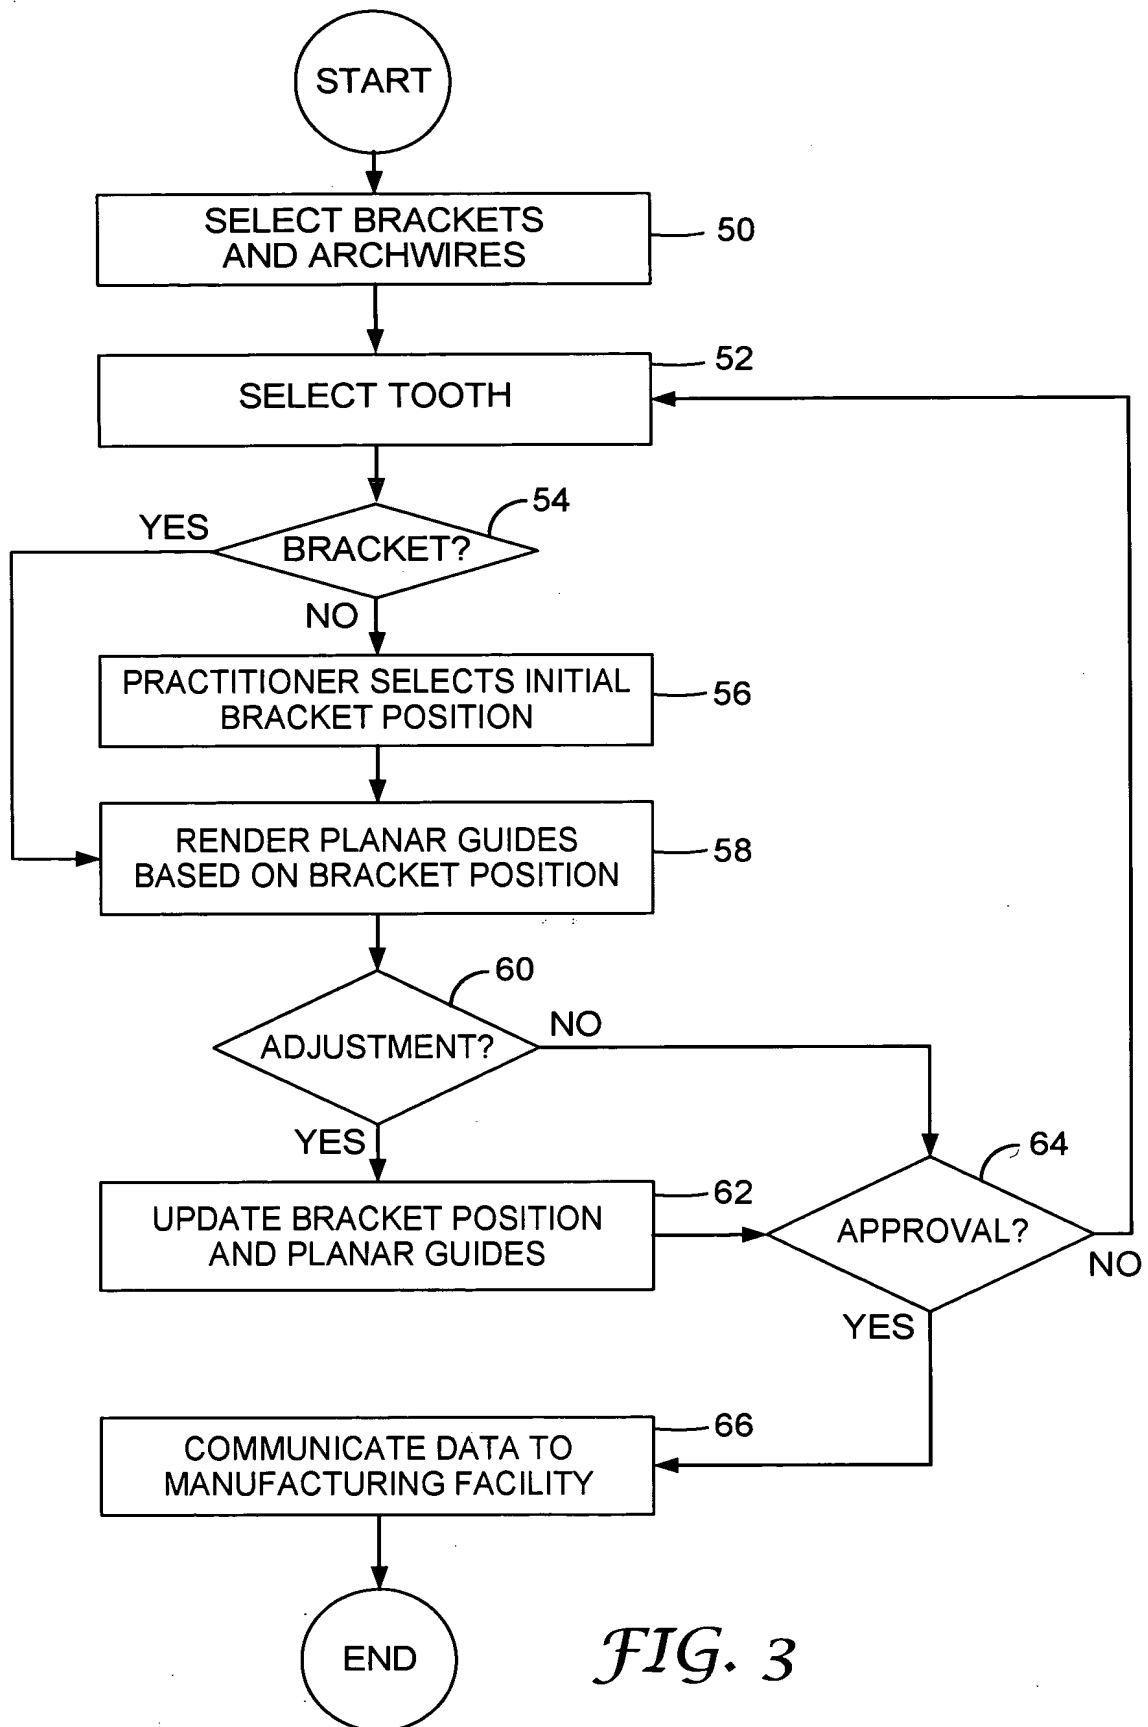 START
SELECT BRACKETS
AND ARCHWIRES
50
SELECT TOOTH
52
BRACKET?
54
YES
NO
PRACTITIONER SELECTS INITIAL
BRACKET POSITION
56
RENDER PLANAR GUIDES
BASED ON BRACKET POSITION
58
ADJUSTMENT?
60
NO
YES
UPDATE BRACKET POSITION
AND PLANAR GUIDES
62
APPROVAL?
64
NO
YES
COMMUNICATE DATA TO
MANUFACTURING FACILITY
66
END
FIG. 3